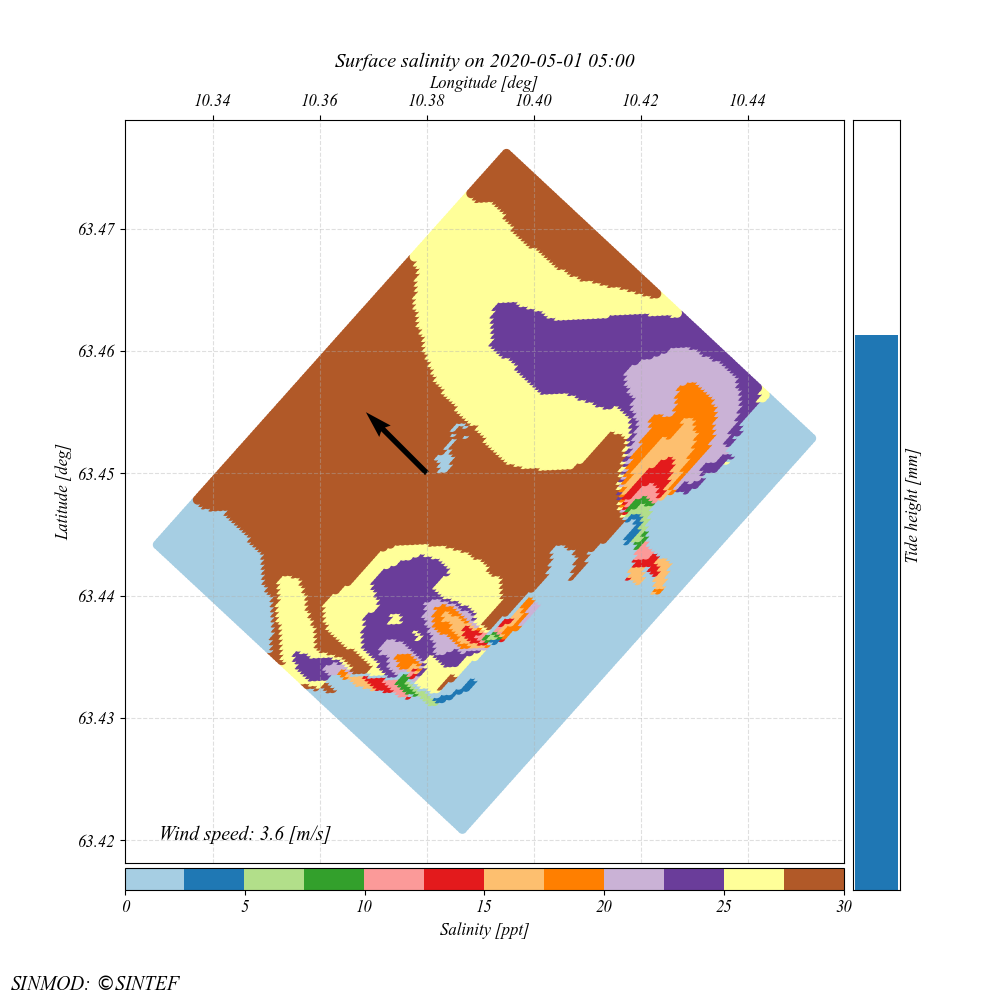 Surface salinity on 2020-05-01 05:00
Longitude [deg]
10.34 10.36 10.38 10.40 10.42 10.44
63.47
63.46
63.45
63.44
63.43
63.42
Latitude [deg]
Tide height [mm]
Wind speed: 3.6 [m/s]
0 5 10 15 20 25 30
Salinity [ppt]
SINMOD: ©SINTEF